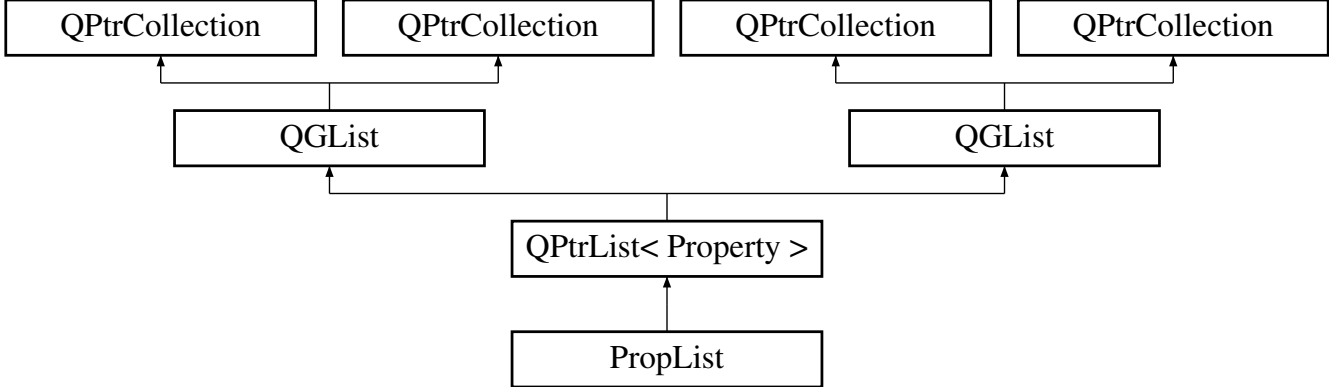 QPtrCollection
QPtrCollection
QPtrCollection
QPtrCollection
QGList
QGList
QPtrList< Property >
PropList